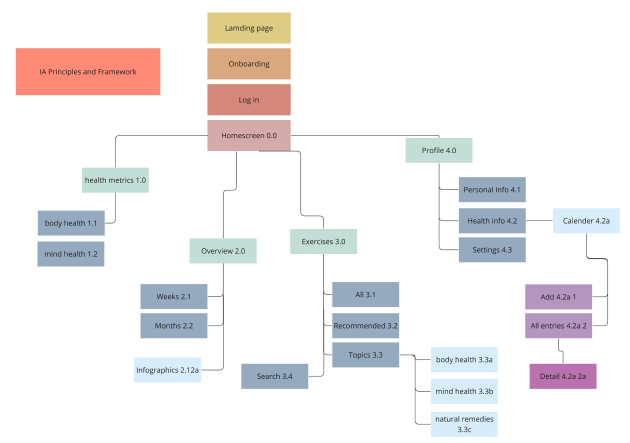 Lamding page
IA Principles and Framework
Onboarding
Log in
Homescreen 0.0
Profile 4.0
health metrics 1.0
Personal Info 4.1
body health 1.1
Health info 4.2
Calender 4.2a
mind health 1.2
Overview 2.0
Exercises 3.0
Settings 4.3
Weeks 2.1
All 3.1
Add 4.2a 1
Months 2.2
Recommended 3.2
All entries 4.2a 2
Topics 3.3
body health 3.3a
Infographics 2.12a
Search 3.4
Detail 4.2a 2a
mind health 3.3b
natural remedies
3.3c